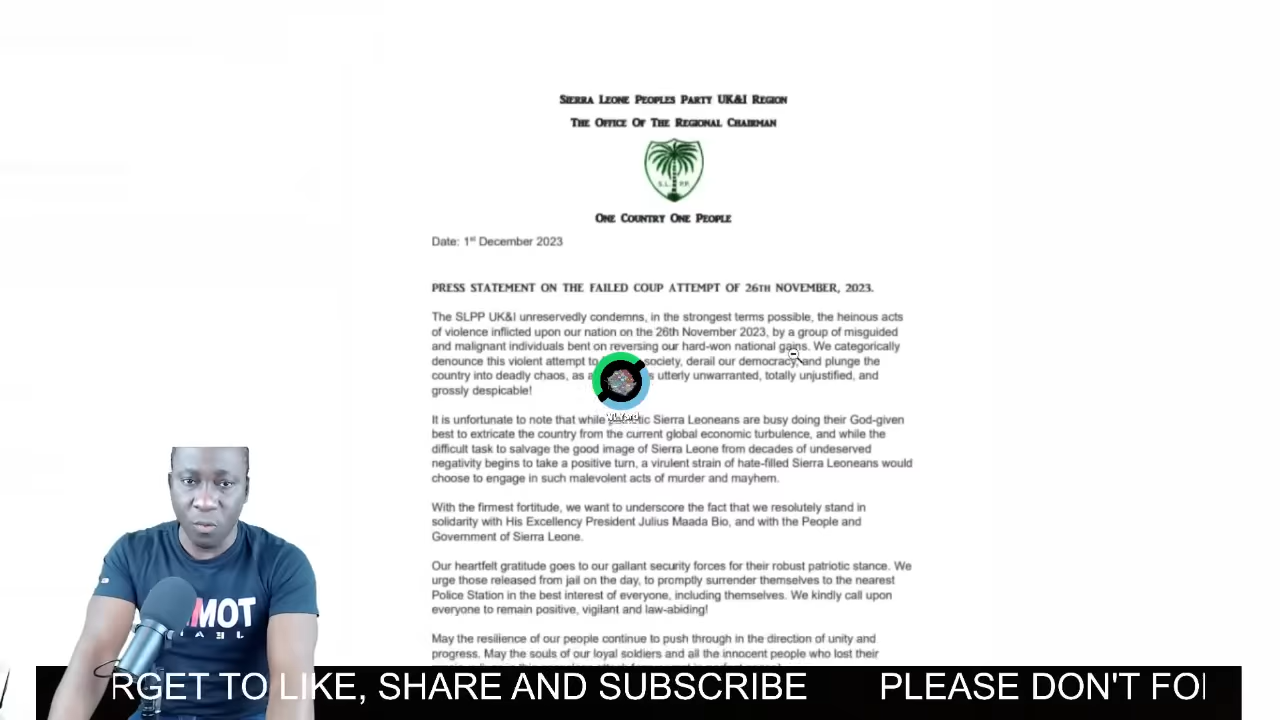 SIERRA LEONE PEOPLES PARTY UK&I REGION
THE OFFICE OF THE REGIONAL CHAIRMAN
S.L P.P.
ONE COUNTRY ONE PEOPLE
Date: 1st December 2023
PRESS STATEMENT ON THE FAILED COUP ATTEMPT OF 26TH NOVEMBER, 2023.
The SLPP UK&I unreservedly condemns, in the strongest terms possible, the heinous acts
of violence inflicted upon our nation on the 26th November 2023, by a group of misguided
and malignant individuals bent on reversing our hard-won national gains. We categorically
denounce this violent attempt to society, derail our democracy, and plunge the
country into deadly chaos, as utterly unwarranted, totally unjustified, and
grossly despicable!
It is unfortunate to note that while patriotic Sierra Leoneans are busy doing their God-given
best to extricate the country from the current global economic turbulence, and while the
difficult task to salvage the good image of Sierra Leone from decades of undeserved
negativity begins to take a positive turn, a virulent strain of hate-filled Sierra Leoneans would
choose to engage in such malevolent acts of murder and mayhem.
With the firmest fortitude, we want to underscore the fact that we resolutely stand in
solidarity with His Excellency President Julius Maada Bio, and with the People and
Government of Sierra Leone.
Our heartfelt gratitude goes to our gallant security forces for their robust patriotic stance. We
urge those released from jail on the day, to promptly surrender themselves to the nearest
Police Station in the best interest of everyone, including themselves. We kindly call upon
everyone to remain positive, vigilant and law-abiding!
May the resilience of our people continue to push through in the direction of unity and
progress. May the souls of our loyal soldiers and all the innocent people who lost their
RGET TO LIKE, SHARE AND SUBSCRIBE PLEASE DON'T FO